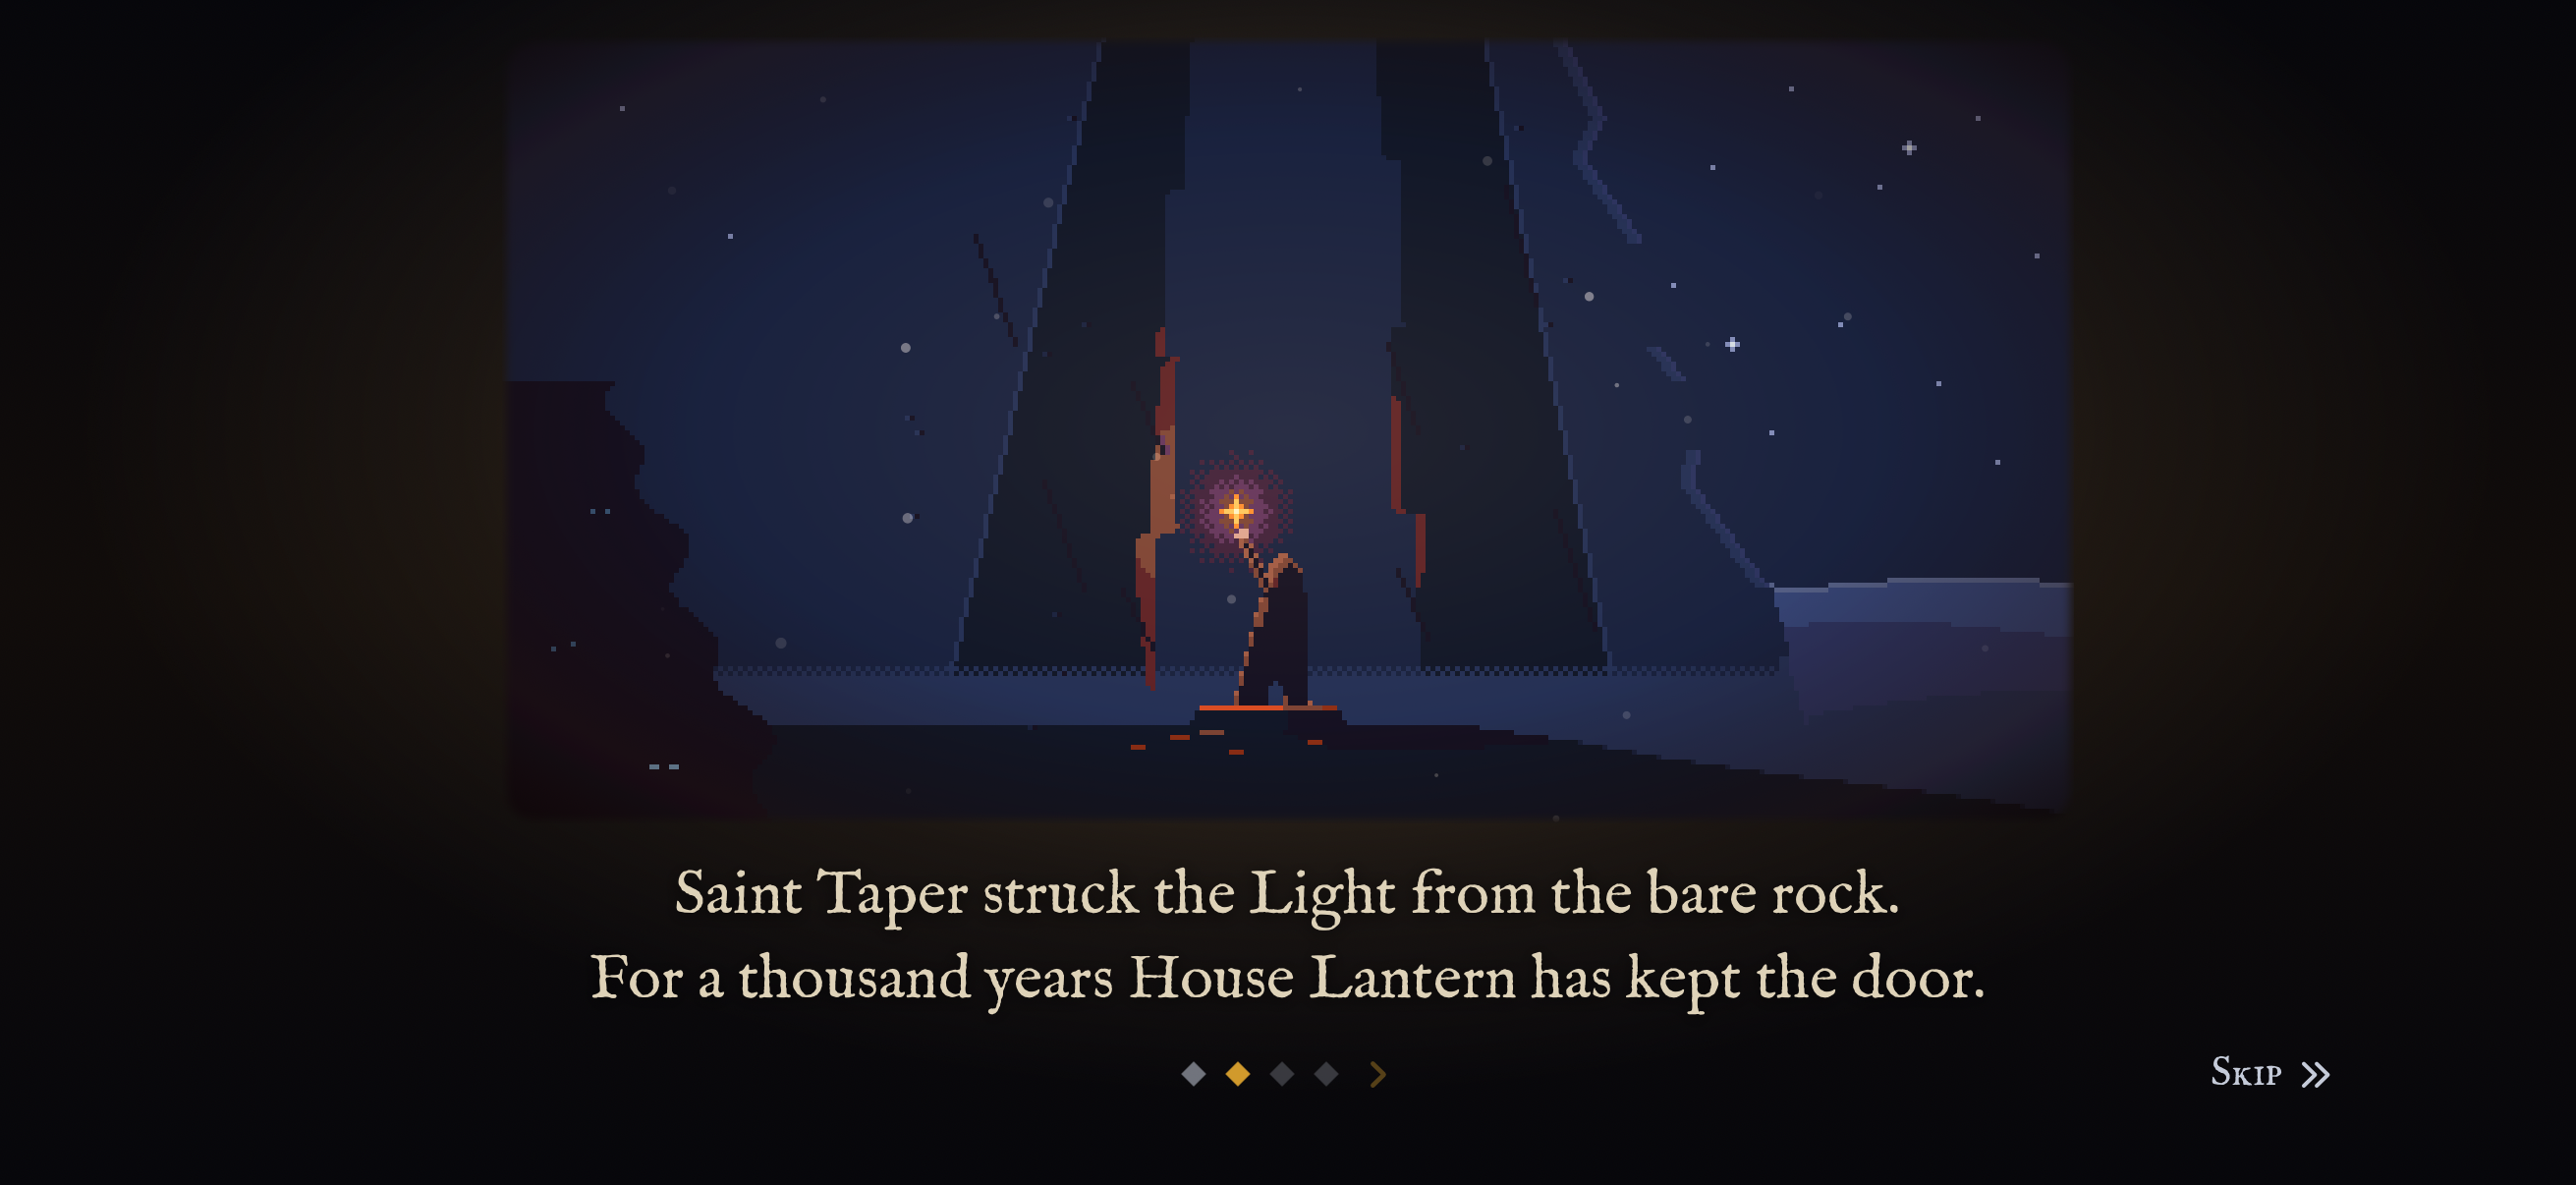 Saint Taper struck the Light from the bare rock.
For a thousand years House Lantern has kept the door.
Skip